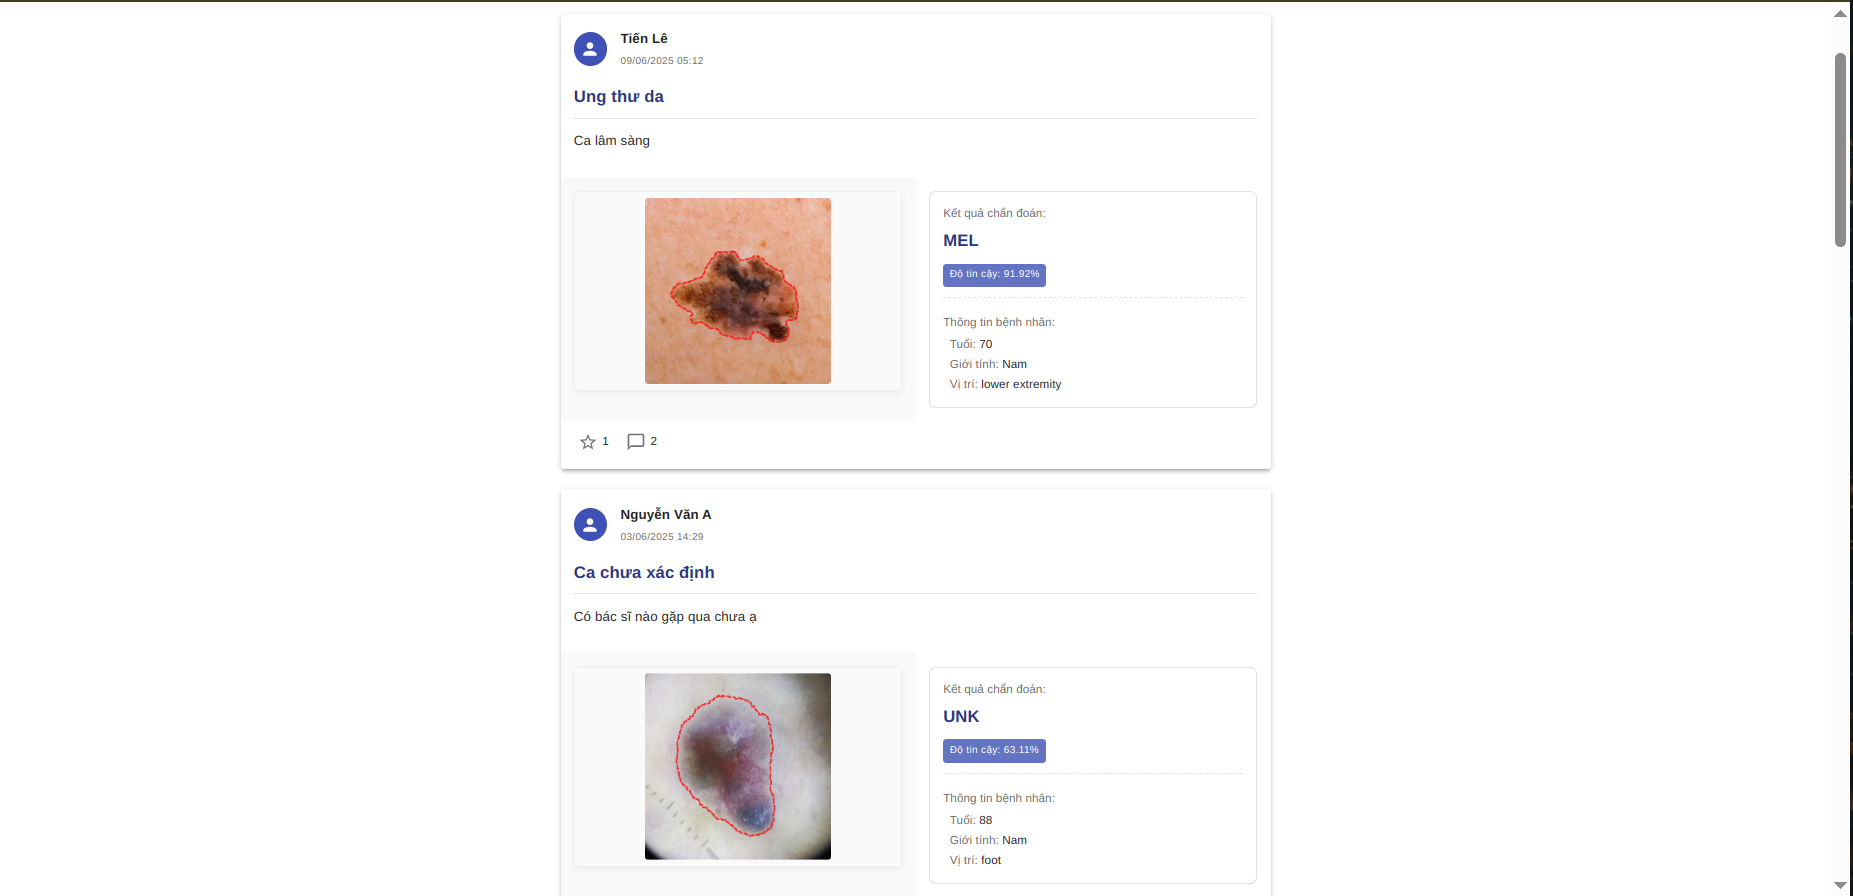 Tiến Lê
09/06/2025 05:12
Ung thư da
Ca lâm sàng
Kết quả chẩn đoán:
MEL
Độ tin cậy: 91.92%
Thông tin bệnh nhân:
Tuổi: 70
Giới tính: Nam
Vị trí: lower extremity
1
2
Nguyễn Văn A
03/06/2025 14:29
Ca chưa xác định
Có bác sĩ nào gặp qua chưa ạ
Kết quả chẩn đoán:
UNK
Độ tin cậy: 63.11%
Thông tin bệnh nhân:
Tuổi: 88
Giới tính: Nam
Vị trí: foot